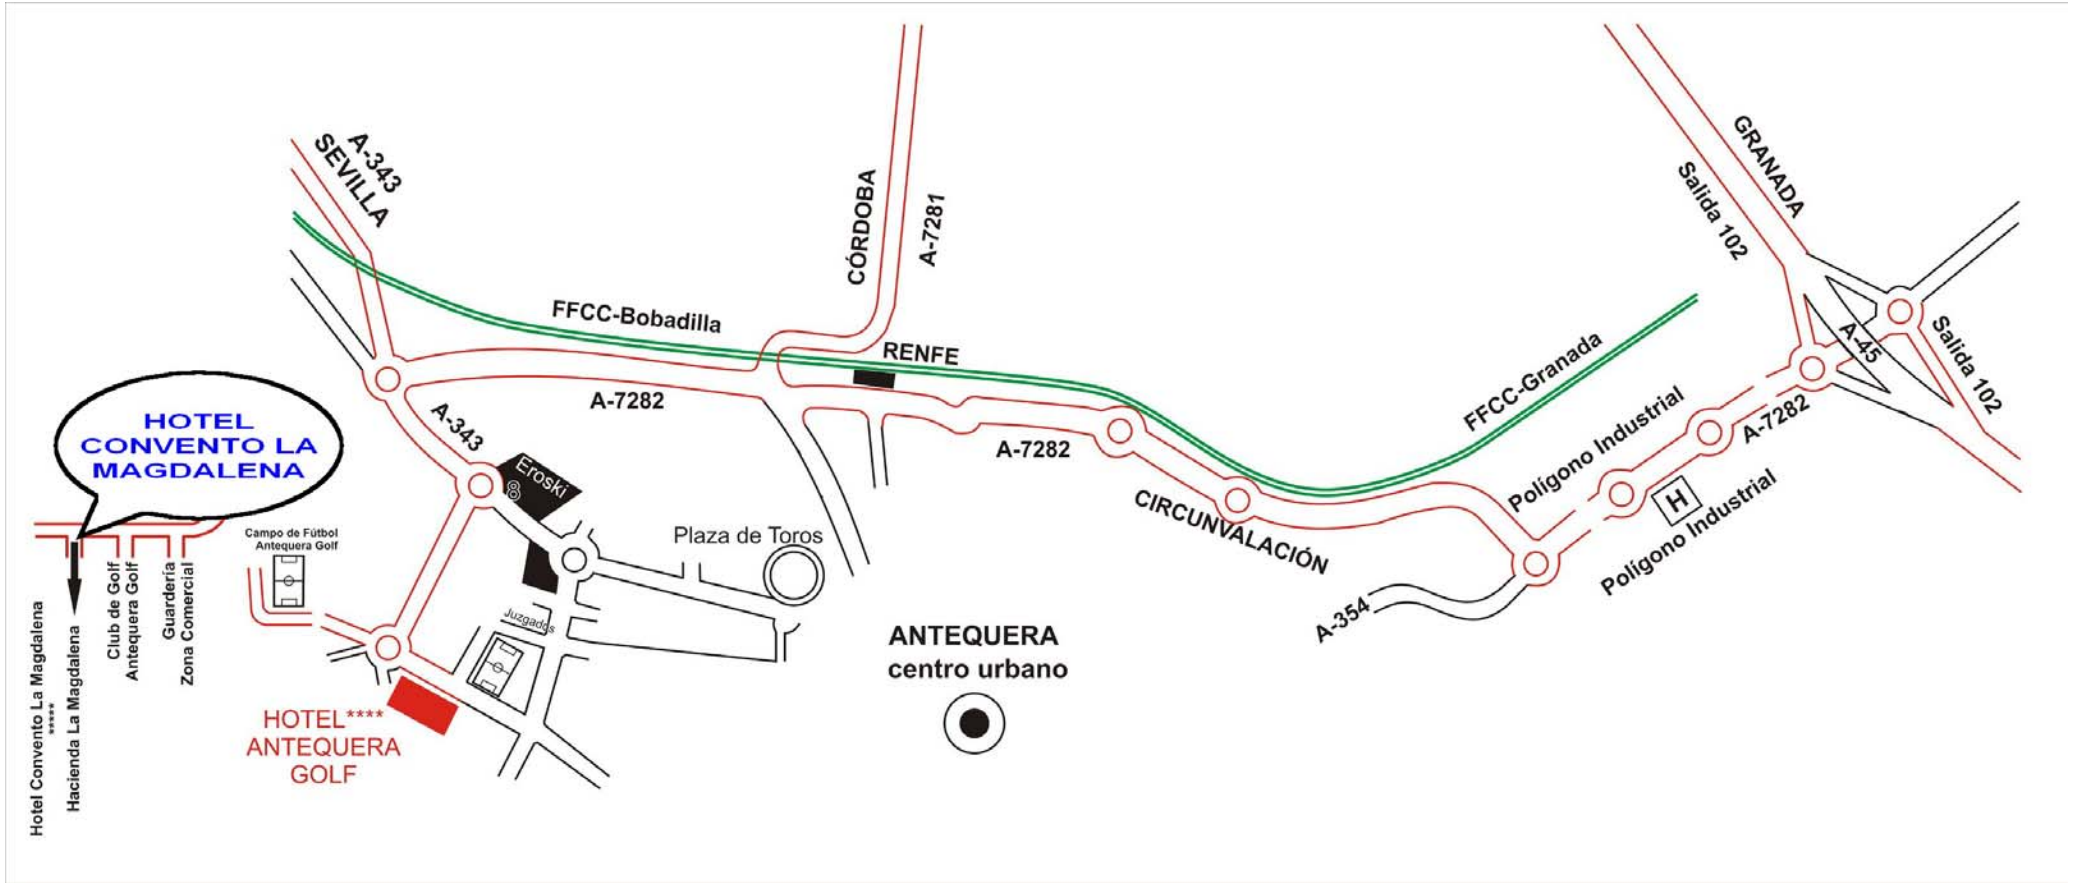 A-343
SEVILLA
CÓRDOBA
A-7281
GRANADA
Salida 102
FFCC-Bobadilla
RENFE
A-7282
A-343
FFCC-Granada
A-45
Salida 102
Polígono Industrial
A-7282
A-7282
H
Polígono Industrial
CIRCUNVALACIÓN
A-354
HOTEL
CONVENTO LA
MAGDALENA
Eroski
8
Plaza de Toros
Campo de Fútbol
Antequera Golf
Juzgados
Hotel Convento La Magdalena
*****
Hacienda La Magdalena
Club de Golf
Antequera Golf
Guardería
Zona Comercial
HOTEL****
ANTEQUERA
GOLF
ANTEQUERA
centro urbano